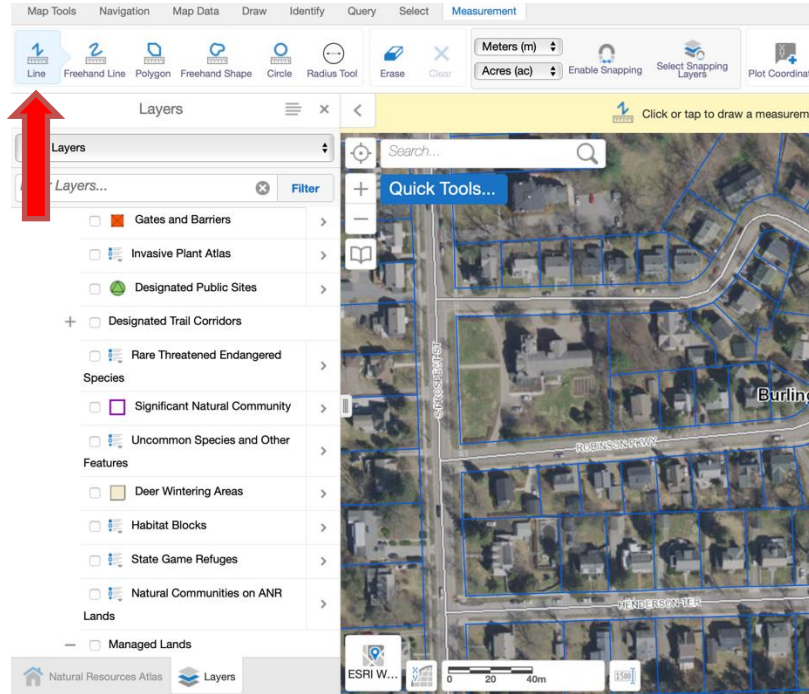 Map Tools Navigation Map Data Draw Identify Query Select Measurement
Line Freehand Line Polygon Freehand Shape Circle Radius Tool Erase Clear
Meters (m)
Acres (ac)
Enable Snapping
Select Snapping
Layers
Plot Coordinat
Layers
Click or tap to draw a measurem
Layers
Layers...
Filter
Gates and Barriers
Invasive Plant Atlas
Designated Public Sites
Designated Trail Corridors
Rare Threatened Endangered
Species
Significant Natural Community
Uncommon Species and Other
Features
Deer Wintering Areas
Habitat Blocks
State Game Refuges
Natural Communities on ANR
Lands
Managed Lands
Natural Resources Atlas Layers
Search...
Quick Tools...
S PROSPECT ST
Burling
ROBINSON PKWY
HENDERSON TER
ESRI W...
0 20 40m
1500